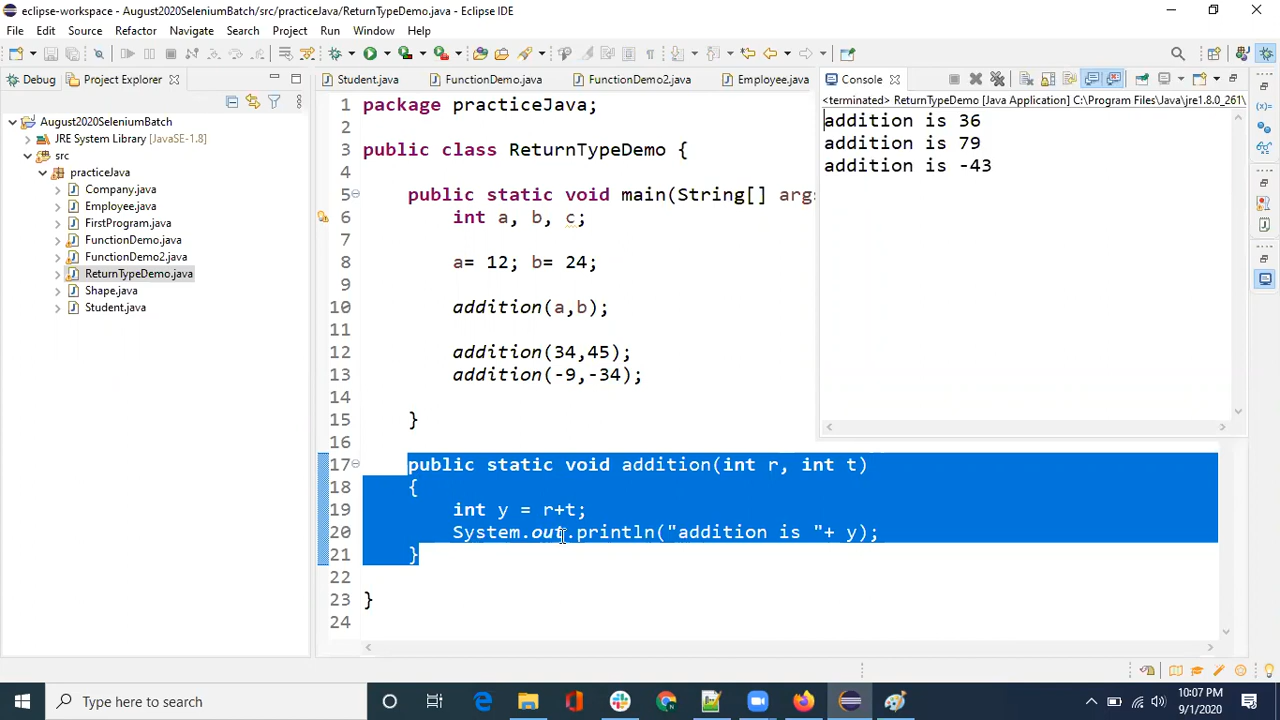 eclipse-workspace - August2020SeleniumBatch/src/practiceJava/ReturnTypeDemo.java - Eclipse IDE
File Edit Source Refactor Navigate Search Project Run Window Help
Debug Project Explorer
August2020SeleniumBatch
JRE System Library [JavaSE-1.8]
src
practiceJava
Company.java
Employee.java
FirstProgram.java
FunctionDemo.java
FunctionDemo2.java
ReturnTypeDemo.java
Shape.java
Student.java
Student.java FunctionDemo.java FunctionDemo2.java Employee.java
1 package practiceJava;
2
3 public class ReturnTypeDemo {
4
5 public static void main(String[] args
6 int a, b, c;
7
8 a= 12; b= 24;
9
10 addition(a,b);
11
12 addition(34,45);
13 addition(-9,-34);
14
15 }
16
17 public static void addition(int r, int t)
18 {
19 int y = r+t;
20 System.out.println("addition is "+ y);
21 }
22
23 }
24
Console
<terminated> ReturnTypeDemo [Java Application] C:\Program Files\Java\jre1.8.0_261\
addition is 36
addition is 79
addition is -43
Type here to search
10:07 PM
9/1/2020